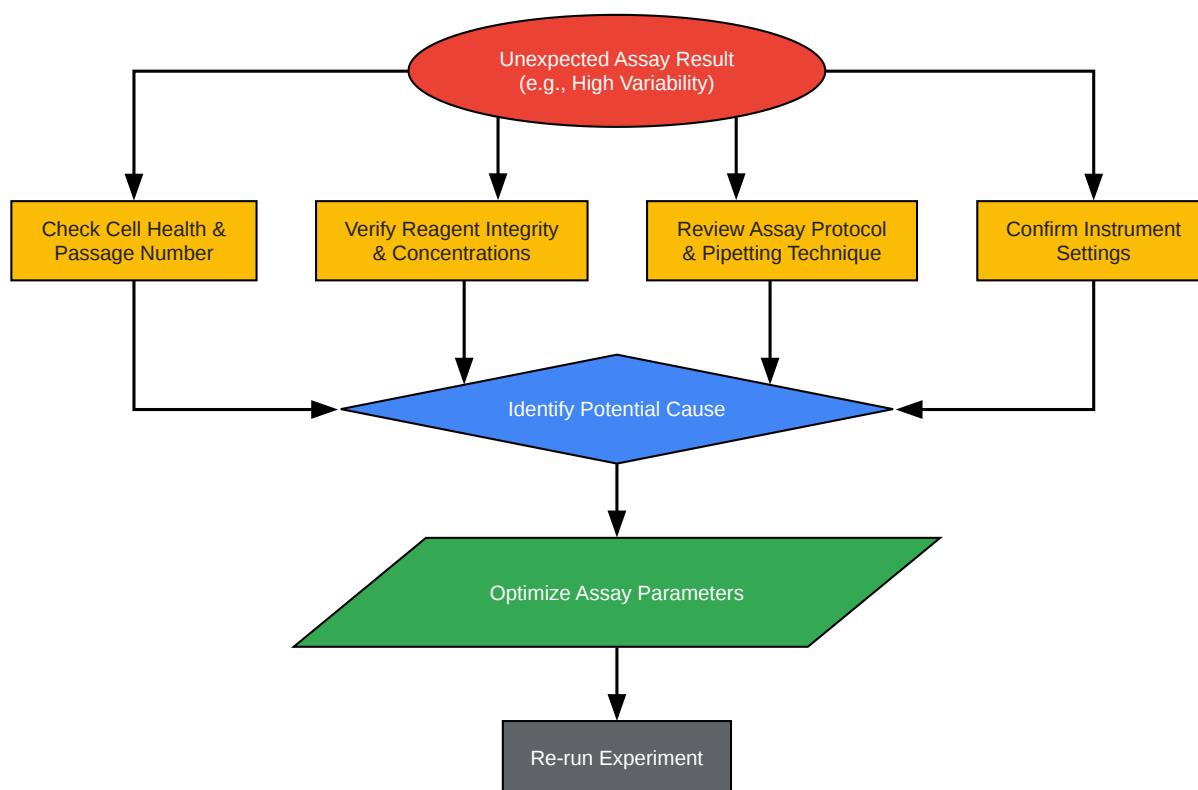 Unexpected Assay Result
(e.g., High Variability)
Check Cell Health &
Passage Number
Verify Reagent Integrity
& Concentrations
Review Assay Protocol
& Pipetting Technique
Confirm Instrument
Settings
Identify Potential Cause
Optimize Assay Parameters
Re-run Experiment